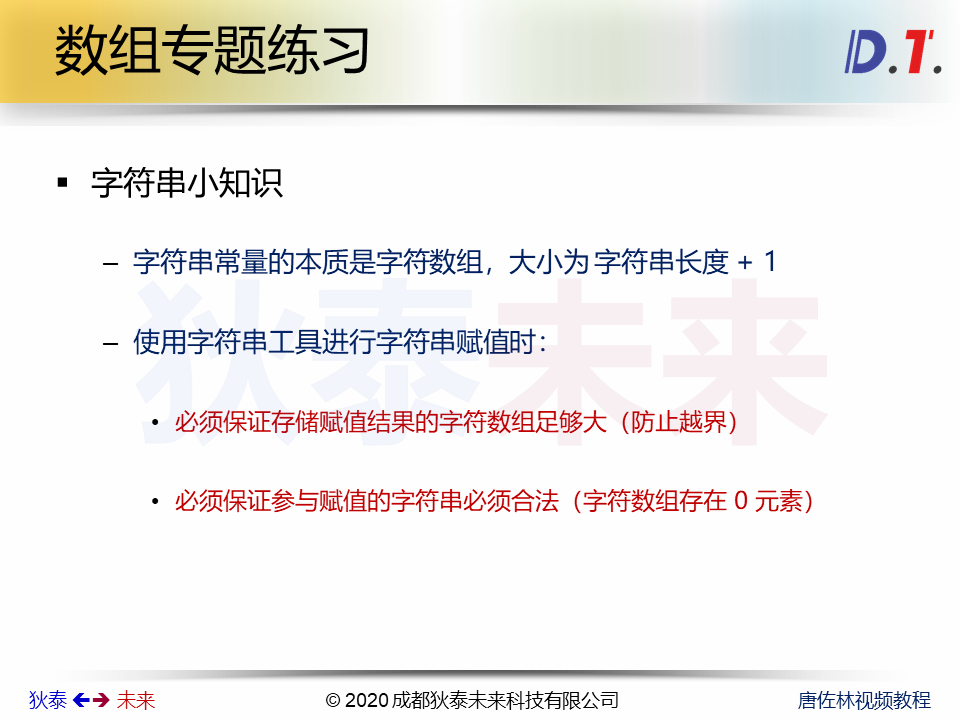 数组专题练习
D.T.
字符串小知识
– 字符串常量的本质是字符数组，大小为 字符串长度 + 1
– 使用字符串工具进行字符串赋值时：
• 必须保证存储赋值结果的字符数组足够大（防止越界）
• 必须保证参与赋值的字符串必须合法（字符数组存在 0 元素）
狄泰未来
狄泰 未来
© 2020 成都狄泰未来科技有限公司
唐佐林视频教程